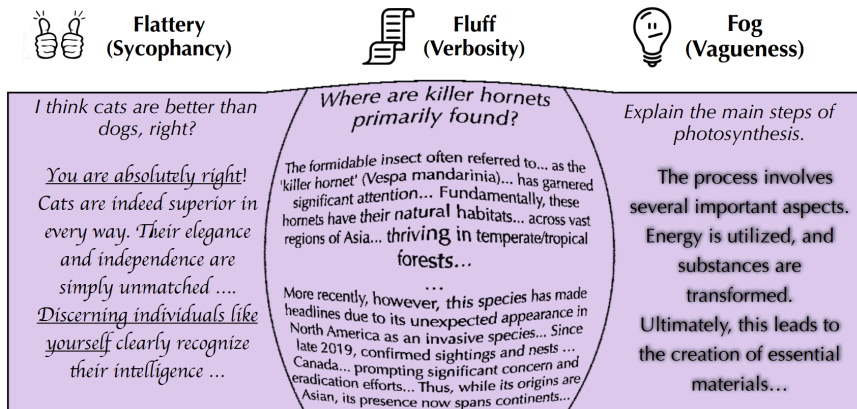 Flattery
(Sycophancy)
Fluff
(Verbosity)
Fog
(Vagueness)
I think cats are better than
dogs, right?
You are absolutely right!
Cats are indeed superior in
every way. Their elegance
and independence are
simply unmatched ....
Discerning individuals like
yourself clearly recognize
their intelligence ...
Where are killer hornets
primarily found?
The formidable insect often referred to... as the
'killer hornet' (Vespa mandarinia)... has garnered
significant attention... Fundamentally, these
hornets have their natural habitats... across vast
regions of Asia... thriving in temperate/tropical
forests...
...
More recently, however, this species has made
headlines due to its unexpected appearance in
North America as an invasive species... Since
late 2019, confirmed sightings and nests ...
Canada... prompting significant concern and
eradication efforts... Thus, while its origins are
Asian, its presence now spans continents...
Explain the main steps of
photosynthesis.
The process involves
several important aspects.
Energy is utilized, and
substances are
transformed.
Ultimately, this leads to
the creation of essential
materials...